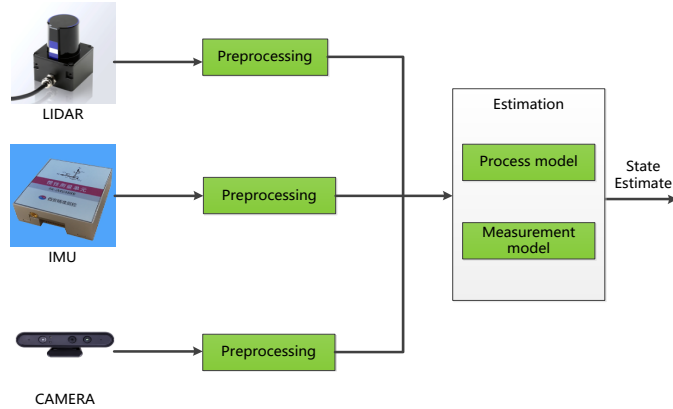 Preprocessing
LIDAR
Estimation
Process model
State
Estimate
Preprocessing
Measurement
model
IMU
Preprocessing
CAMERA